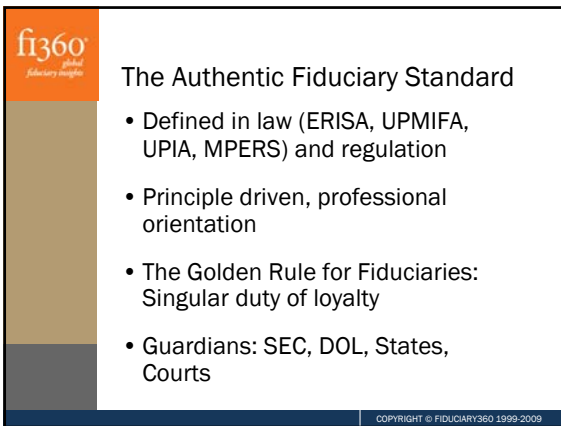 fi360
global
fiduciary insights
The Authentic Fiduciary Standard
• Defined in law (ERISA, UPMIFA,
UPIA, MPERS) and regulation
• Principle driven, professional
orientation
• The Golden Rule for Fiduciaries:
Singular duty of loyalty
• Guardians: SEC, DOL, States,
Courts
COPYRIGHT © FIDUCIARY360 1999-2009